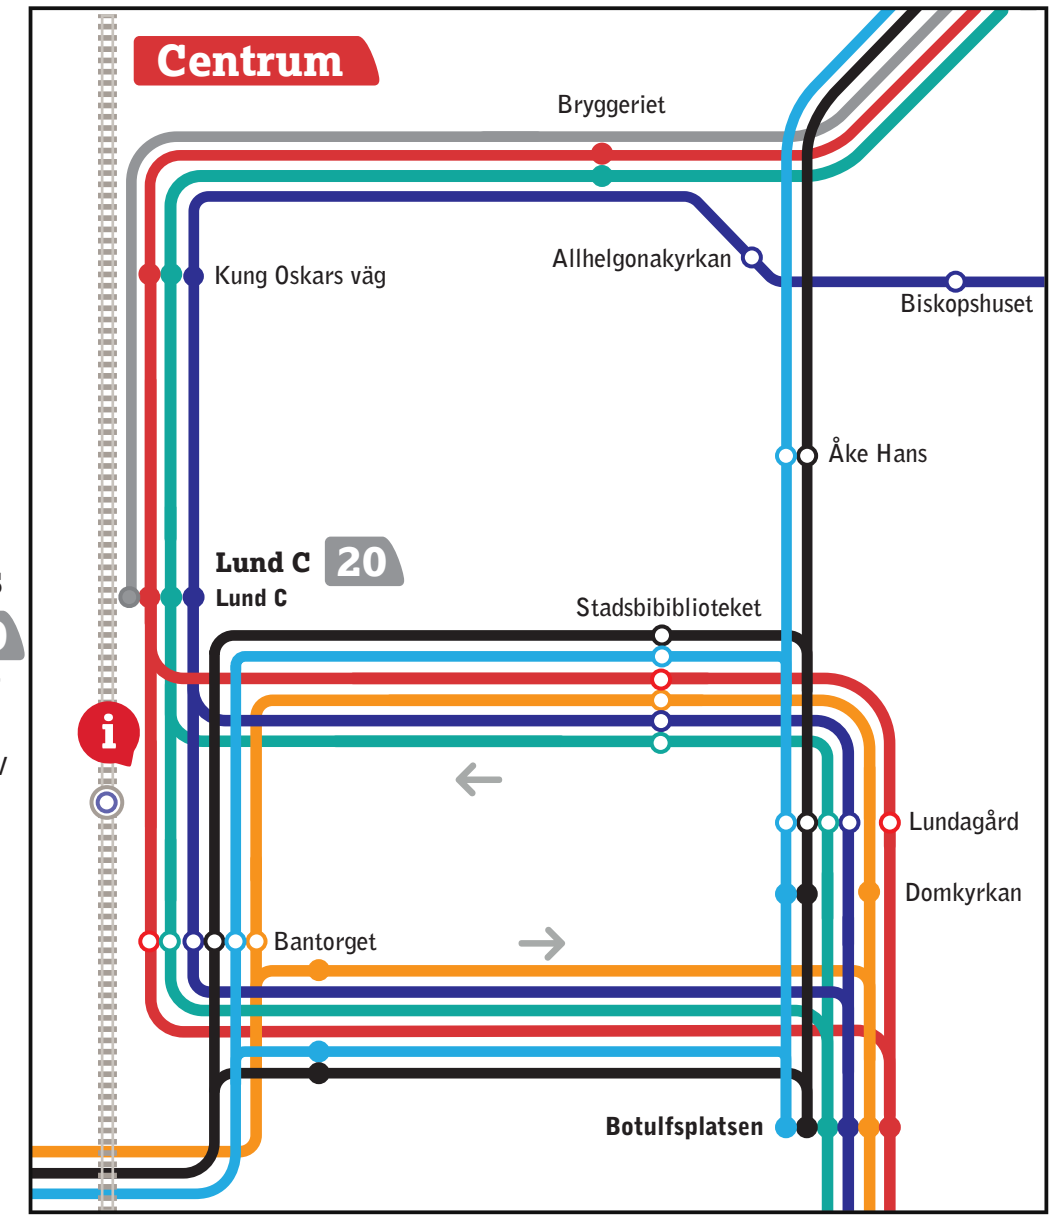 Centrum
Bryggeriet
Allhelgonakyrkan
Kung Oskars väg
Biskopshuset
Åke Hans
Lund C 20
Lund C
Stadsbibiblioteket
i
Lundagård
Domkyrkan
Bantorget
Botulfsplatsen